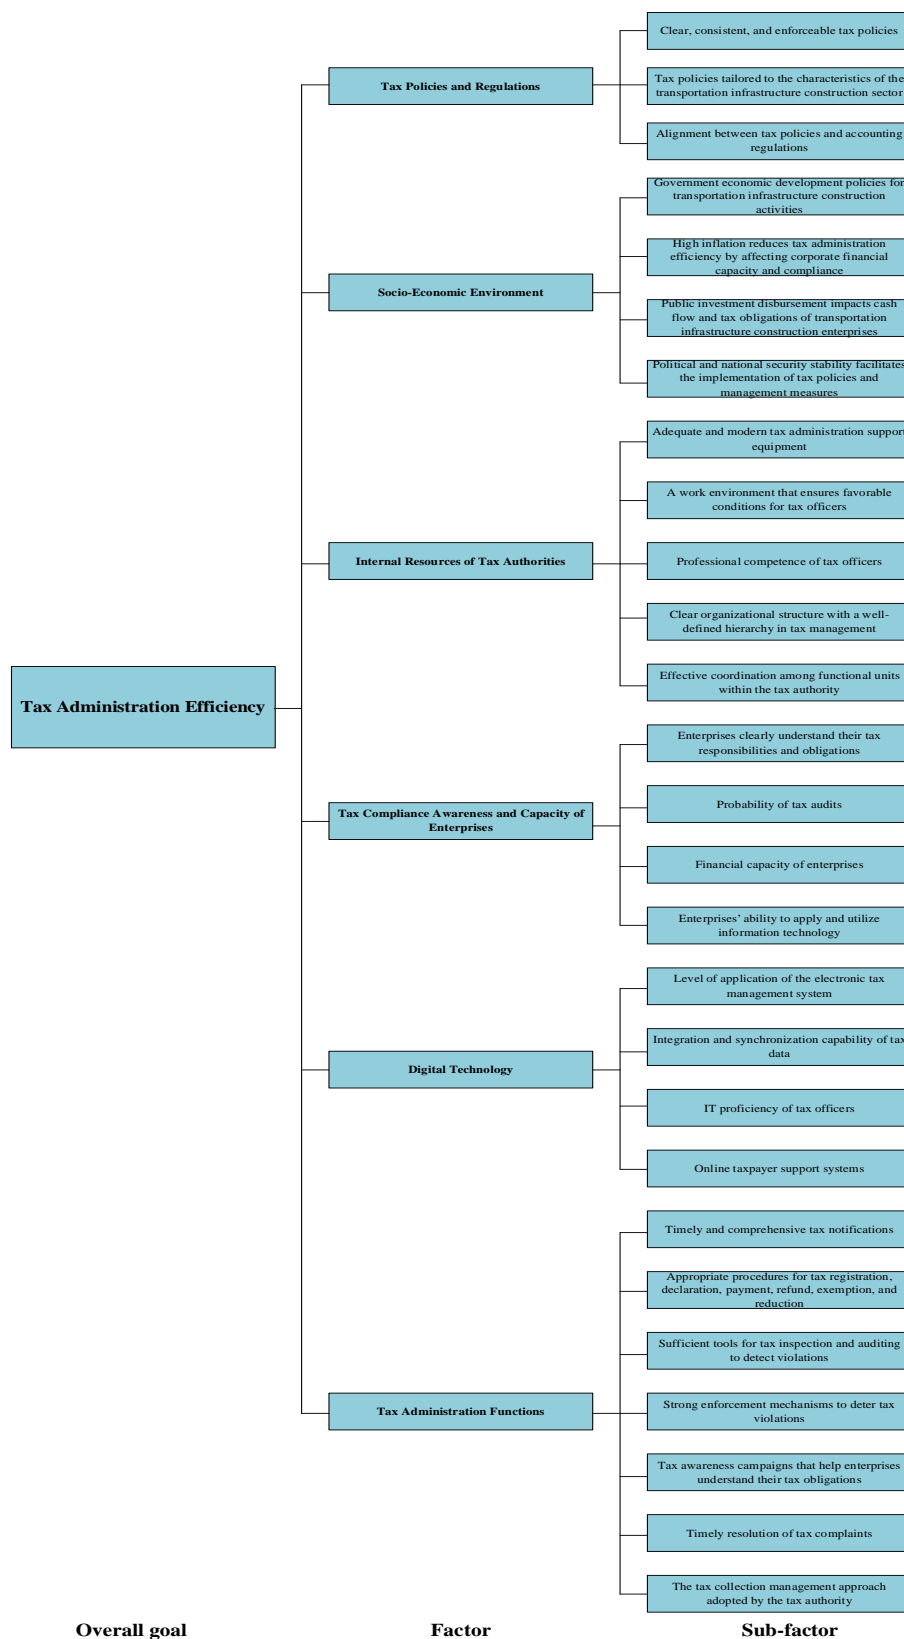 Clear, consistent, and enforceable tax policies
Tax Policies and Regulations
Tax policies tailored to the characteristics of the
transportation infrastructure construction sector
Alignment between tax policies and accounting
regulations
Government economic development policies for
transportation infrastructure construction
activities
High inflation reduces tax administration
efficiency by affecting corporate financial
capacity and compliance
Socio-Economic Environment
Public investment disbursement impacts cash
flow and tax obligations of transportation
infrastructure construction enterprises
Political and national security stability facilitates
the implementation of tax policies and
management measures
Adequate and modern tax administration support
equipment
A work environment that ensures favorable
conditions for tax officers
Internal Resources of Tax Authorities
Professional competence of tax officers
Clear organizational structure with a well-
defined hierarchy in tax management
Effective coordination among functional units
within the tax authority
Tax Administration Efficiency
Enterprises clearly understand their tax
responsibilities and obligations
Probability of tax audits
Tax Compliance Awareness and Capacity of
Enterprises
Financial capacity of enterprises
Enterprises’ ability to apply and utilize
information technology
Level of application of the electronic tax
management system
Integration and synchronization capability of tax
data
Digital Technology
IT proficiency of tax officers
Online taxpayer support systems
Timely and comprehensive tax notifications
Appropriate procedures for tax registration,
declaration, payment, refund, exemption, and
reduction
Sufficient tools for tax inspection and auditing
to detect violations
Tax Administration Functions
Strong enforcement mechanisms to deter tax
violations
Tax awareness campaigns that help enterprises
understand their tax obligations
Timely resolution of tax complaints
The tax collection management approach
adopted by the tax authority
Overall goal
Factor
Sub-factor